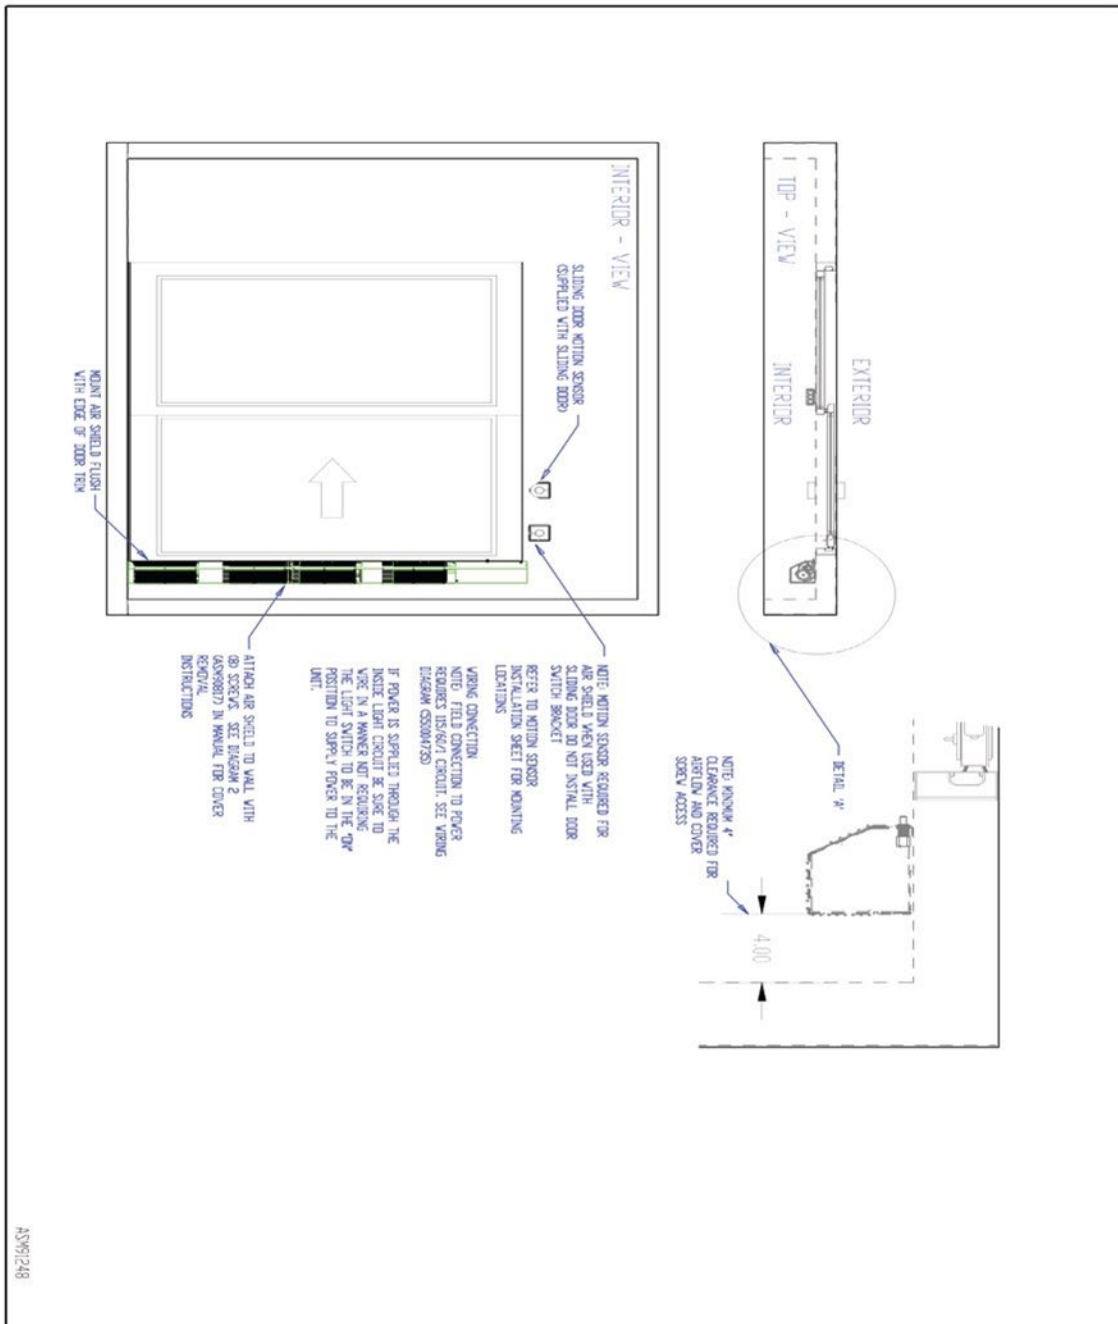 TOP - VIEW
EXTERIOR
INTERIOR
DETAIL 'A'
NOTE: MINIMUM 4"
CLEARANCE REQUIRED FOR
AIRFLOW AND COVER
SCREW ACCESS
4.00
INTERIOR - VIEW
SLIDING DOOR MOTION SENSOR
(SUPPLIED WITH SLIDING DOOR)
NOTE: MOTION SENSOR REQUIRED FOR
AIR SHIELD WHEN USED WITH
SLIDING DOOR DO NOT INSTALL DOOR
SWITCH BRACKET
REFER TO MOTION SENSOR
INSTALLATION SHEET FOR MOUNTING
LOCATIONS
WIRING CONNECTION
NOTE: FIELD CONNECTION TO POWER
REQUIRES 115/60/1 CIRCUIT. SEE WIRING
DIAGRAM (SS004735)
IF POWER IS SUPPLIED THROUGH THE
INSIDE LIGHT CIRCUIT BE SURE TO
WIRE IN A MANNER NOT REQUIRING
THE LIGHT SWITCH TO BE IN THE "ON"
POSITION TO SUPPLY POWER TO THE
UNIT.
MOUNT AIR SHIELD FLUSH
WITH EDGE OF DOOR TRIM
ATTACH AIR SHIELD TO WALL WITH
(8) SCREWS. SEE DIAGRAM 2
(ASM90817) IN MANUAL FOR COVER
REMOVAL
INSTRUCTIONS
ASM91248